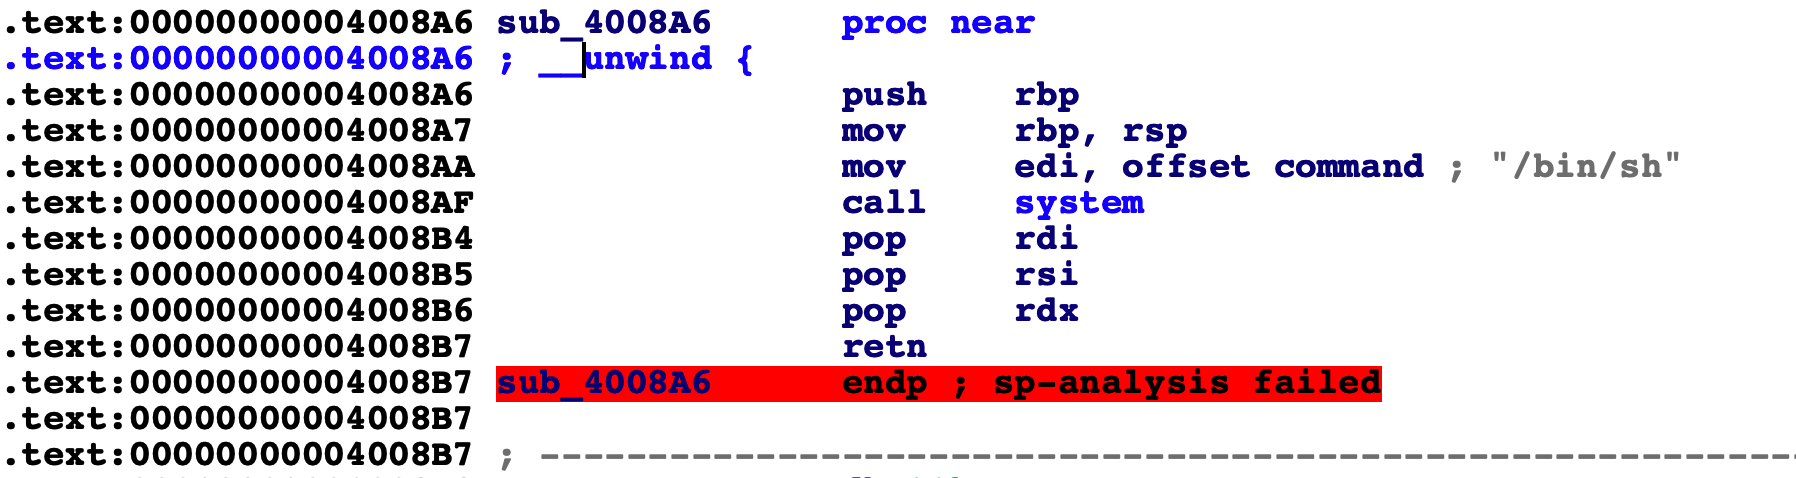 .text:00000000004008A6 sub_4008A6 proc near
.text:00000000004008A6 ; __unwind {
.text:00000000004008A6 push rbp
.text:00000000004008A7 mov rbp, rsp
.text:00000000004008AA mov edi, offset command ; "/bin/sh"
.text:00000000004008AF call system
.text:00000000004008B4 pop rdi
.text:00000000004008B5 pop rsi
.text:00000000004008B6 pop rdx
.text:00000000004008B7 retn
.text:00000000004008B7 sub_4008A6 endp ; sp-analysis failed
.text:00000000004008B7
.text:00000000004008B7 ; ---------------------------------------------------------------------------